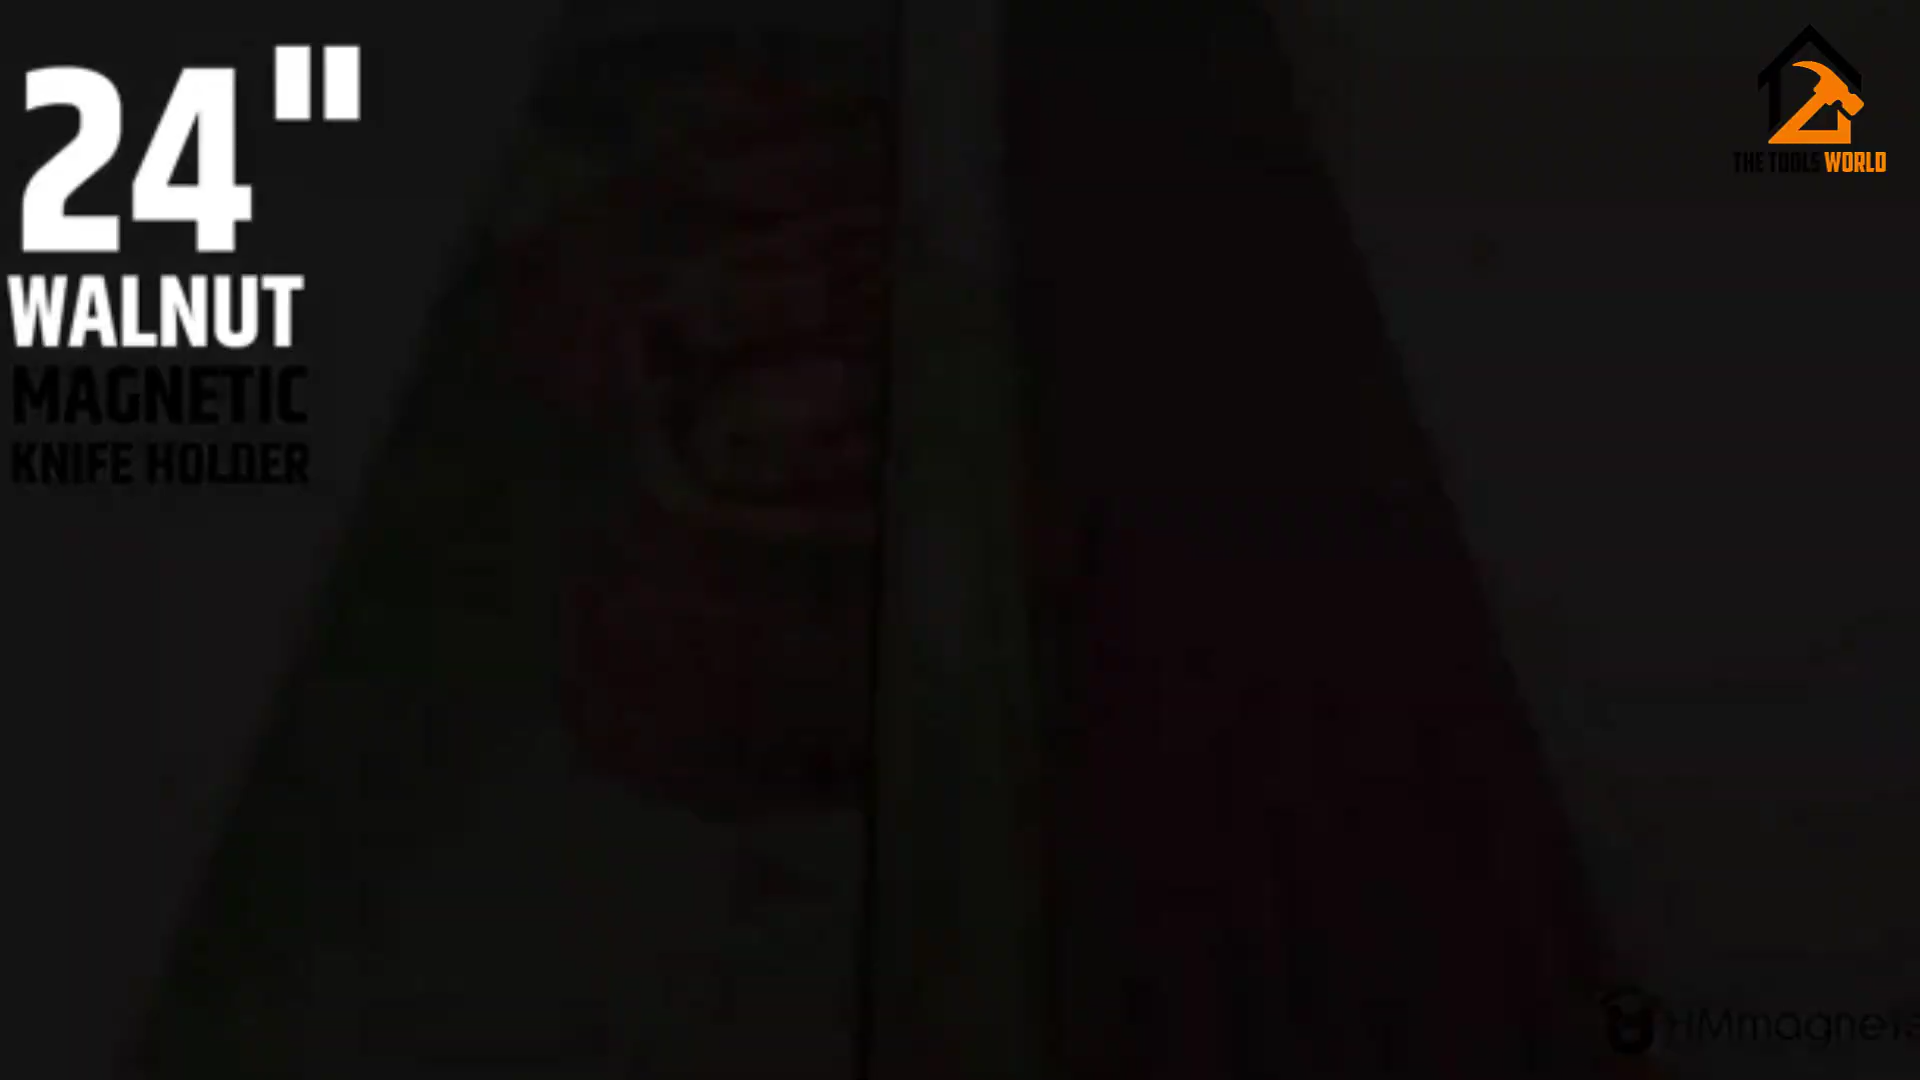 24"
WALNUT
MAGNETIC
KNIFE HOLDER
THE TOOLS WORLD